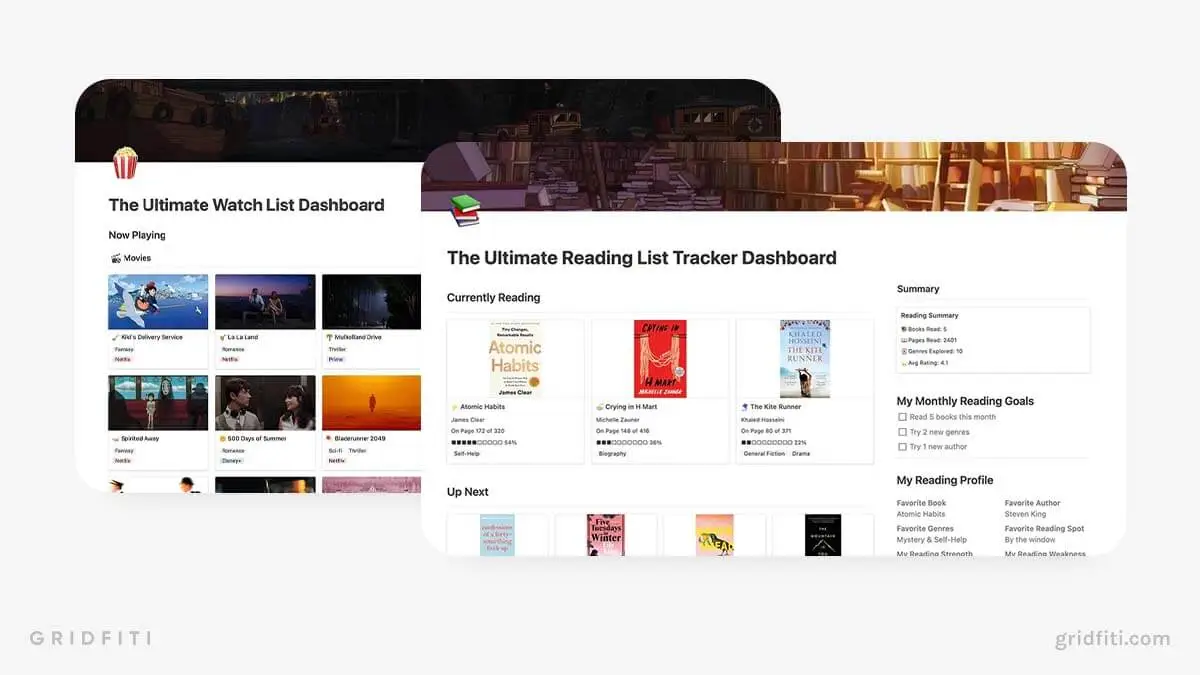 The Ultimate Watch List Dashboard
Now Playing
Movies
Kiki's Delivery Service
Fantasy
Netflix
La La Land
Romance
Netflix
Mulholland Drive
Thriller
Prime
Spirited Away
Fantasy
Netflix
500 Days of Summer
Romance
Disney+
Bladerunner 2049
Sci-fi Thriller
Netflix
The Ultimate Reading List Tracker Dashboard
Currently Reading
Tiny Changes,
Remarkable Results
Atomic
Habits
James Clear
Atomic Habits
James Clear
On Page 172 of 320
54%
Self-Help
CRYING IN
H MART
MICHELLE ZAUNER
Crying in H Mart
Michelle Zauner
On Page 148 of 416
36%
Biography
KHALED
HOSSEINI
THE KITE
RUNNER
The Kite Runner
Khaled Hosseini
On Page 80 of 371
22%
General Fiction Drama
Up Next
confessions
of a forty-
something
Five
Tuesdays
in
Winter
THE
MOUNTAIN
Summary
Reading Summary
Books Read: 5
Pages Read: 2401
Genres Explored: 10
Avg Rating: 4.1
My Monthly Reading Goals
Read 5 books this month
Try 2 new genres
Try 1 new author
My Reading Profile
Favorite Book
Atomic Habits
Favorite Author
Steven King
Favorite Genres
Mystery & Self-Help
Favorite Reading Spot
By the window
My Reading Strength
My Reading Weakness
GRIDFITI
gridfiti.com